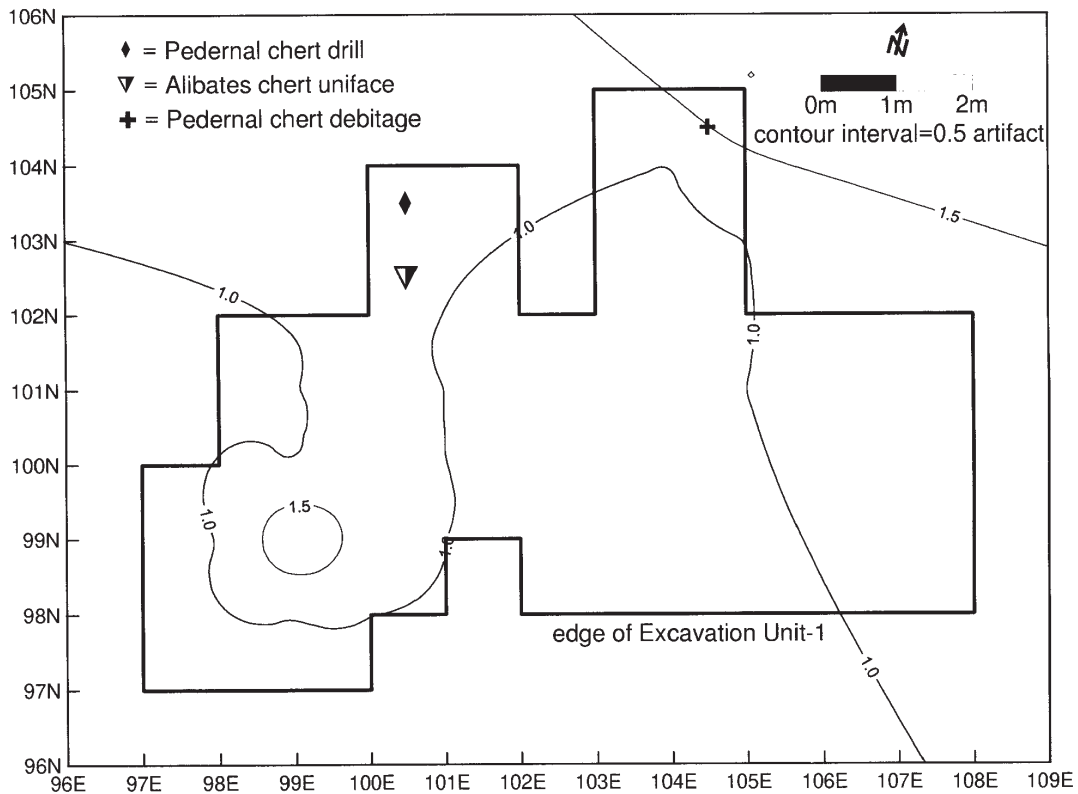 106N
105N
104N
103N
102N
101N
100N
99N
98N
97N
96N
= Pedernal chert drill
= Alibates chert uniface
= Pedernal chert debitage
N
0m 1m 2m
contour interval=0.5 artifact
1.5
1.0
1.0
1.0
1.5
1.0
1.0
edge of Excavation Unit-1
1.0
96E 97E 98E 99E 100E 101E 102E 103E 104E 105E 106E 107E 108E 109E